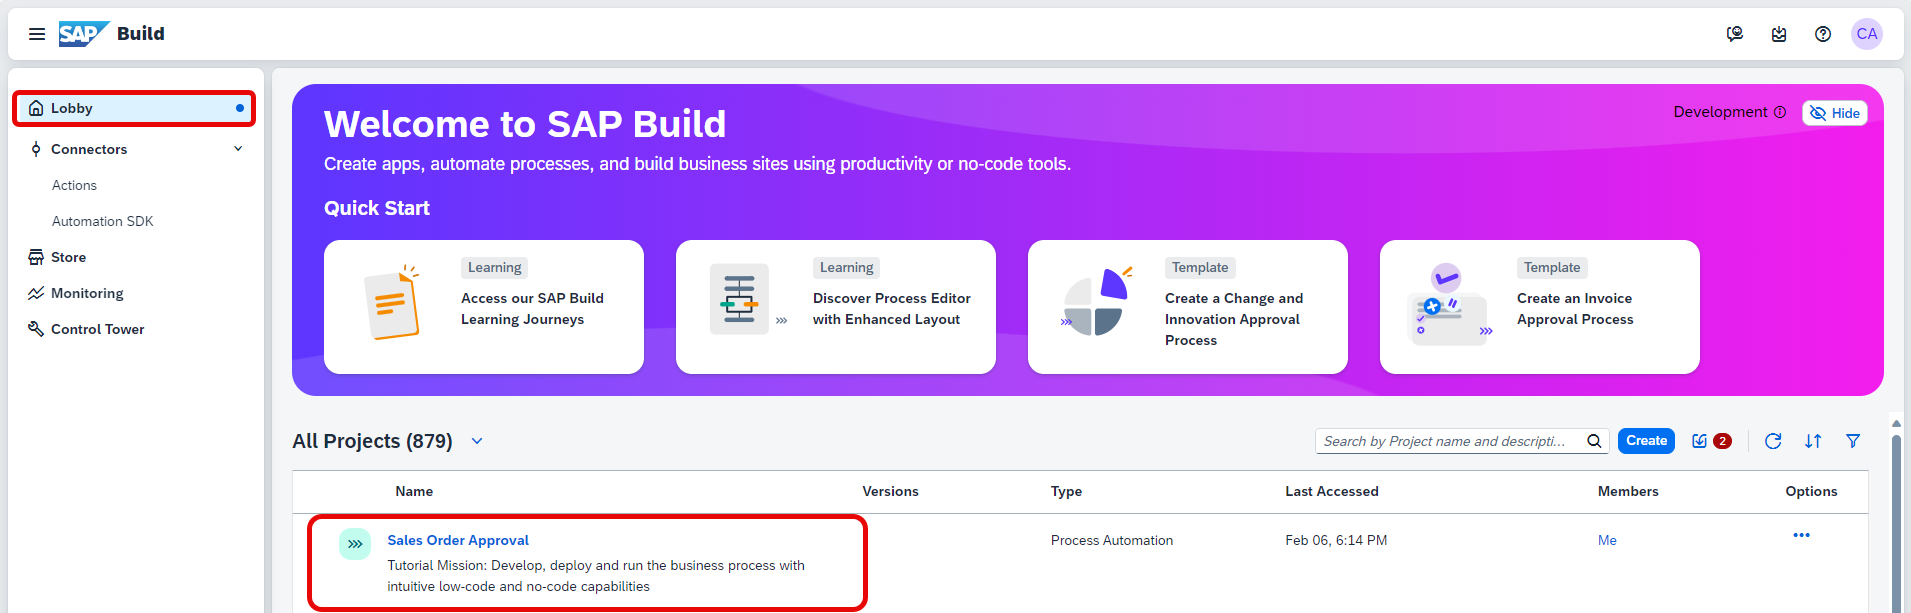 SAP Build
CA
Lobby
Connectors
Actions
Automation SDK
Store
Monitoring
Control Tower
Welcome to SAP Build
Development
Hide
Create apps, automate processes, and build business sites using productivity or no-code tools.
Quick Start
Learning
Access our SAP Build
Learning Journeys
Learning
Discover Process Editor
with Enhanced Layout
Template
Create a Change and
Innovation Approval
Process
Template
Create an Invoice
Approval Process
All Projects (879)
Search by Project name and descripti...
Create
2
Name Versions Type Last Accessed Members Options
Sales Order Approval Process Automation Feb 06, 6:14 PM Me
Tutorial Mission: Develop, deploy and run the business process with
intuitive low-code and no-code capabilities